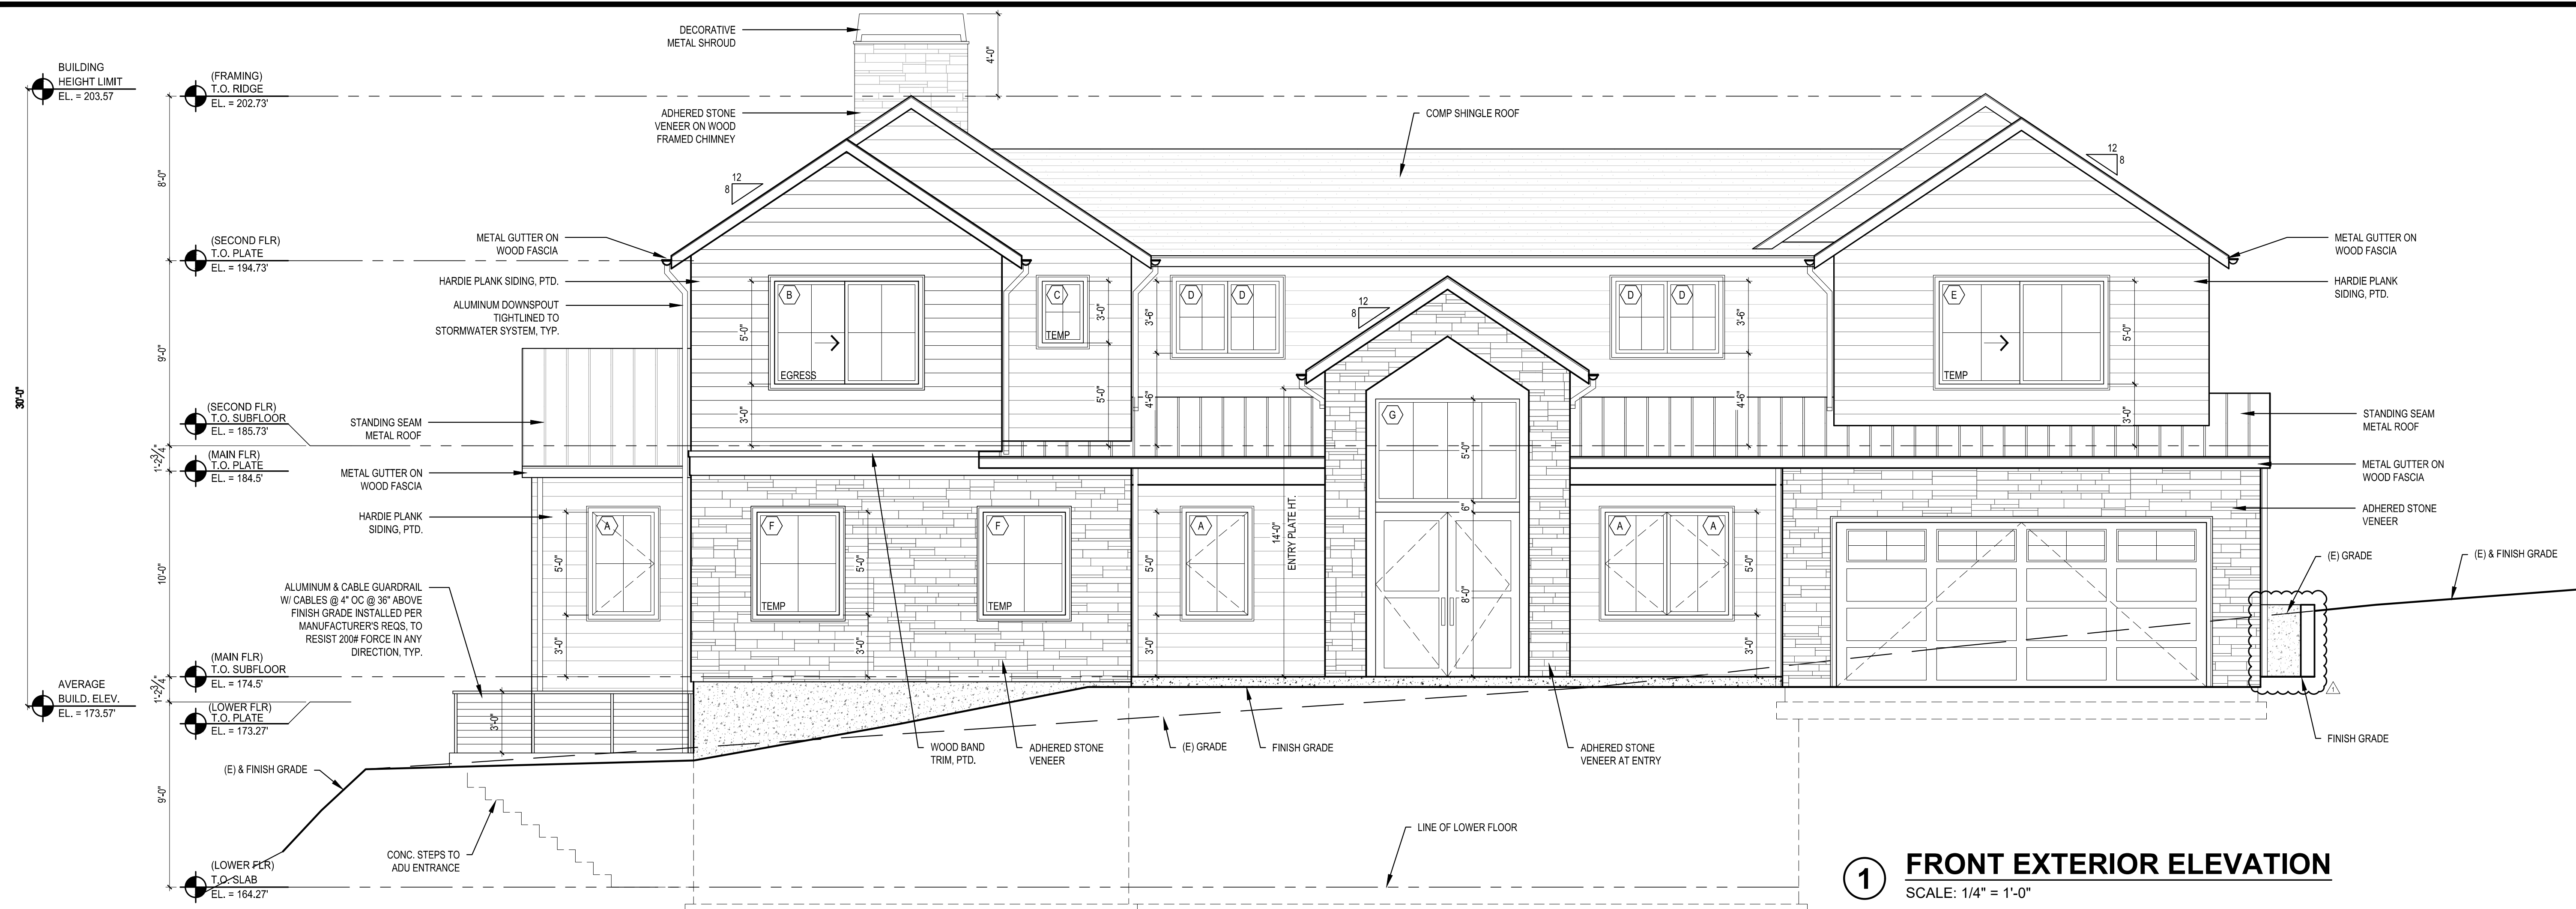 BUILDING
HEIGHT LIMIT
EL. = 203.57
(FRAMING)
T.O. RIDGE
EL. = 202.73'
(SECOND FLR)
T.O. PLATE
EL. = 194.73'
(SECOND FLR)
T.O. SUBFLOOR
EL. = 185.73'
(MAIN FLR)
T.O. PLATE
EL. = 184.5'
(MAIN FLR)
T.O. SUBFLOOR
EL. = 174.5'
AVERAGE
BUILD. ELEV.
EL. = 173.57'
(LOWER FLR)
T.O. PLATE
EL. = 173.27'
(LOWER FLR)
T.O. SLAB
EL. = 164.27'
30'-0"
8'-0"
9'-0"
1'-2 3/4"
10'-0"
1'-2 3/4"
9'-0"
DECORATIVE
METAL SHROUD
4'-0"
ADHERED STONE
VENEER ON WOOD
FRAMED CHIMNEY
COMP SHINGLE ROOF
12
8
12
8
12
8
METAL GUTTER ON
WOOD FASCIA
HARDIE PLANK SIDING, PTD.
ALUMINUM DOWNSPOUT
TIGHTLINED TO
STORMWATER SYSTEM, TYP.
STANDING SEAM
METAL ROOF
METAL GUTTER ON
WOOD FASCIA
HARDIE PLANK
SIDING, PTD.
ALUMINUM & CABLE GUARDRAIL
W/ CABLES @ 4" OC @ 36" ABOVE
FINISH GRADE INSTALLED PER
MANUFACTURER'S REQS, TO
RESIST 200# FORCE IN ANY
DIRECTION, TYP.
(E) & FINISH GRADE
CONC. STEPS TO
ADU ENTRANCE
B
EGRESS
5'-0"
3'-0"
C
TEMP
3'-0"
5'-0"
D
D
3'-6"
4'-6"
D
D
3'-6"
4'-6"
E
TEMP
5'-0"
3'-0"
A
5'-0"
3'-0"
3'-0"
F
TEMP
5'-0"
3'-0"
F
TEMP
A
5'-0"
3'-0"
14'-0"
ENTRY PLATE HT.
G
5'-0"
6"
8'-0"
A
A
5'-0"
3'-0"
METAL GUTTER ON
WOOD FASCIA
HARDIE PLANK
SIDING, PTD.
STANDING SEAM
METAL ROOF
METAL GUTTER ON
WOOD FASCIA
ADHERED STONE
VENEER
(E) GRADE
(E) & FINISH GRADE
1
FINISH GRADE
WOOD BAND
TRIM, PTD.
ADHERED STONE
VENEER
(E) GRADE
FINISH GRADE
ADHERED STONE
VENEER AT ENTRY
LINE OF LOWER FLOOR
1
FRONT EXTERIOR ELEVATION
SCALE: 1/4" = 1'-0"